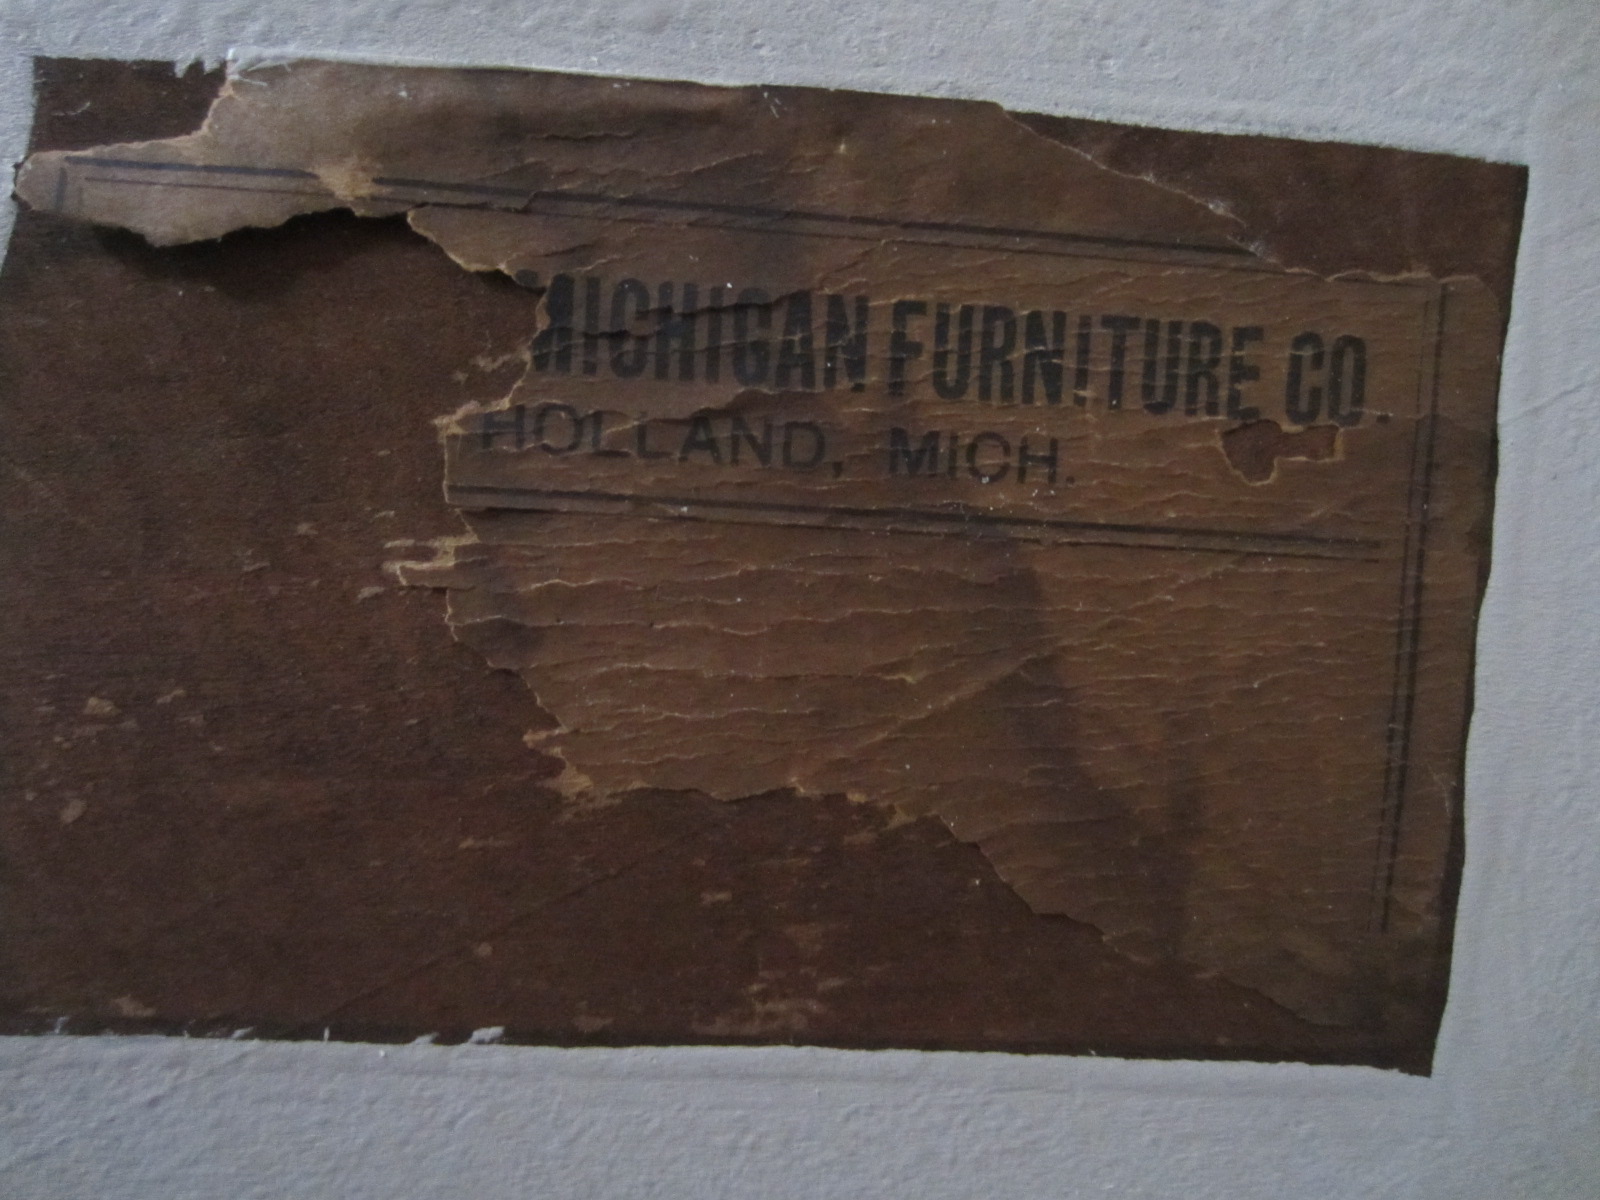 MICHIGAN FURNITURE CO.
HOLLAND, MICH.